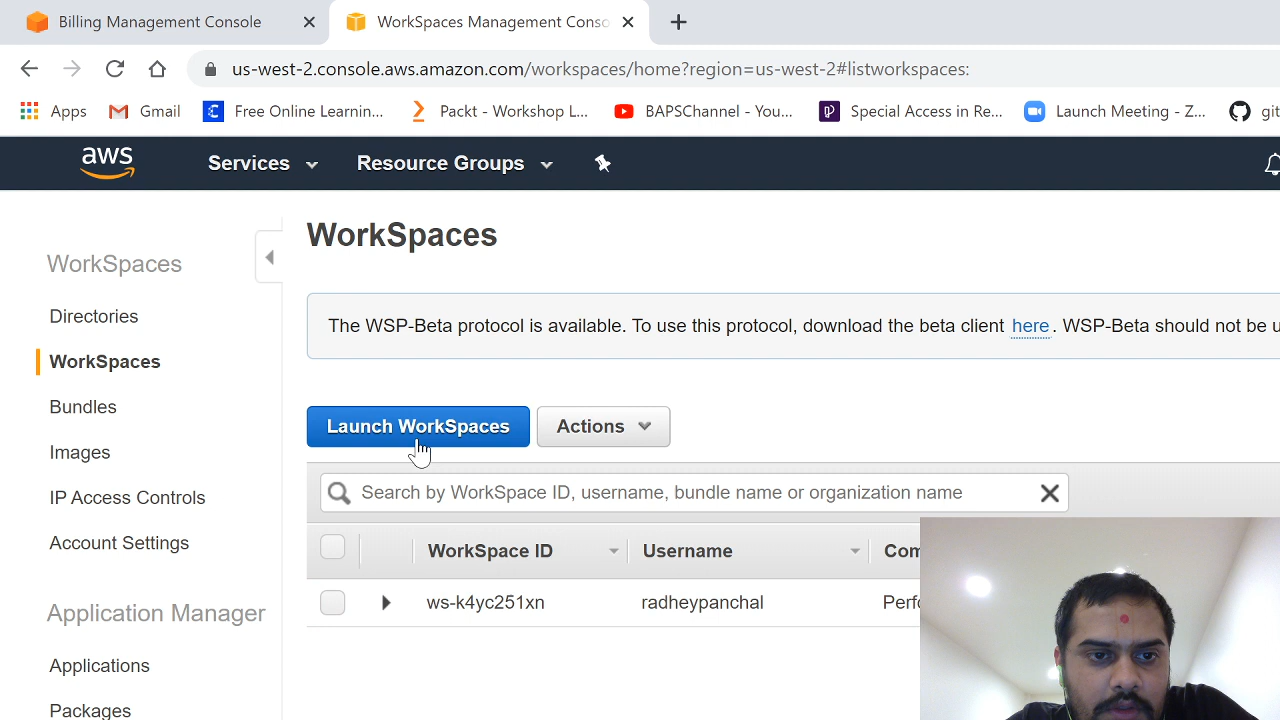 Billing Management Console
WorkSpaces Management Conso
us-west-2.console.aws.amazon.com/workspaces/home?region=us-west-2#listworkspaces:
Apps Gmail Free Online Learnin... Packt - Workshop L... BAPSChannel - You... Special Access in Re... Launch Meeting - Z... git
aws Services Resource Groups
WorkSpaces
Directories
WorkSpaces
Bundles
Images
IP Access Controls
Account Settings
Application Manager
Applications
Packages
WorkSpaces
The WSP-Beta protocol is available. To use this protocol, download the beta client here. WSP-Beta should not be u
Launch WorkSpaces Actions
Search by WorkSpace ID, username, bundle name or organization name
WorkSpace ID Username Com
ws-k4yc251xn radheypanchal Perfo